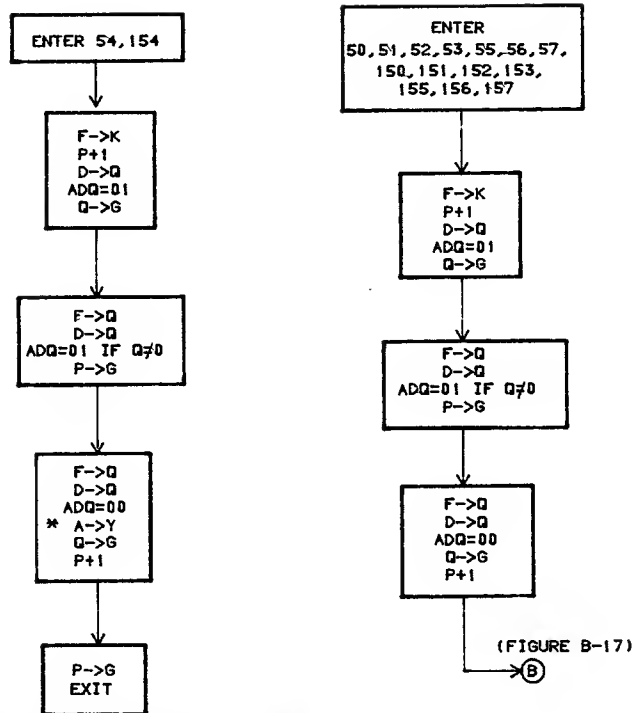 ENTER 54,154
F->K
P+1
D->Q
ADQ=01
Q->G
F->Q
D->Q
ADQ=01 IF Q≠0
P->G
F->Q
D->Q
ADQ=00
* A->Y
Q->G
P+1
P->G
EXIT
ENTER
50,51,52,53,55,56,57,
150,151,152,153,
155,156,157
F->K
P+1
D->Q
ADQ=01
Q->G
F->Q
D->Q
ADQ=01 IF Q≠0
P->G
F->Q
D->Q
ADQ=00
Q->G
P+1
(FIGURE B-17)
B